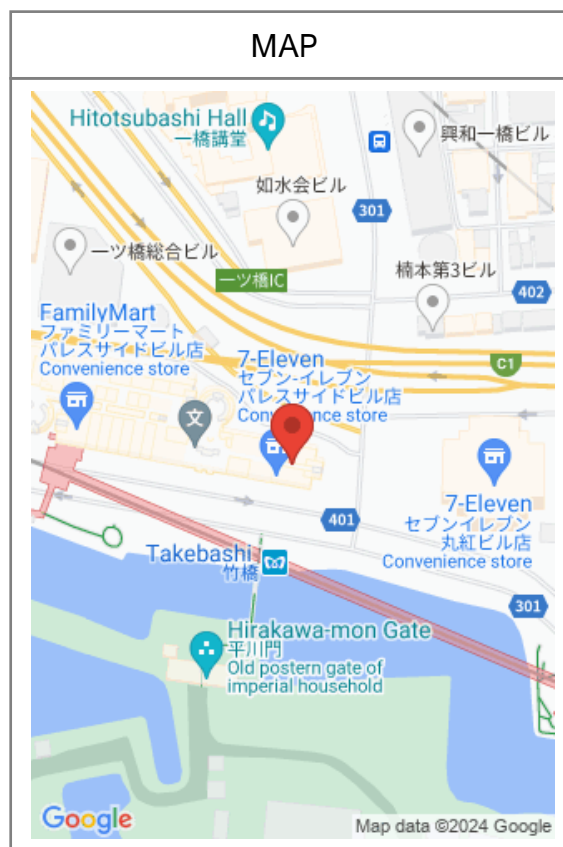 MAP
Hitotsubashi Hall
一橋講堂
興和一橋ビル
如水会ビル
301
一ツ橋総合ビル
一ツ橋IC
楠本第3ビル
402
FamilyMart
ファミリーマート
パレスサイドビル店
Convenience store
7-Eleven
セブン-イレブン
パレスサイドビル店
Convenience store
C1
文
401
7-Eleven
セブンイレブン
丸紅ビル店
Convenience store
Takebashi
竹橋
301
Hirakawa-mon Gate
平川門
Old postern gate of
imperial household
Google
Map data ©2024 Google